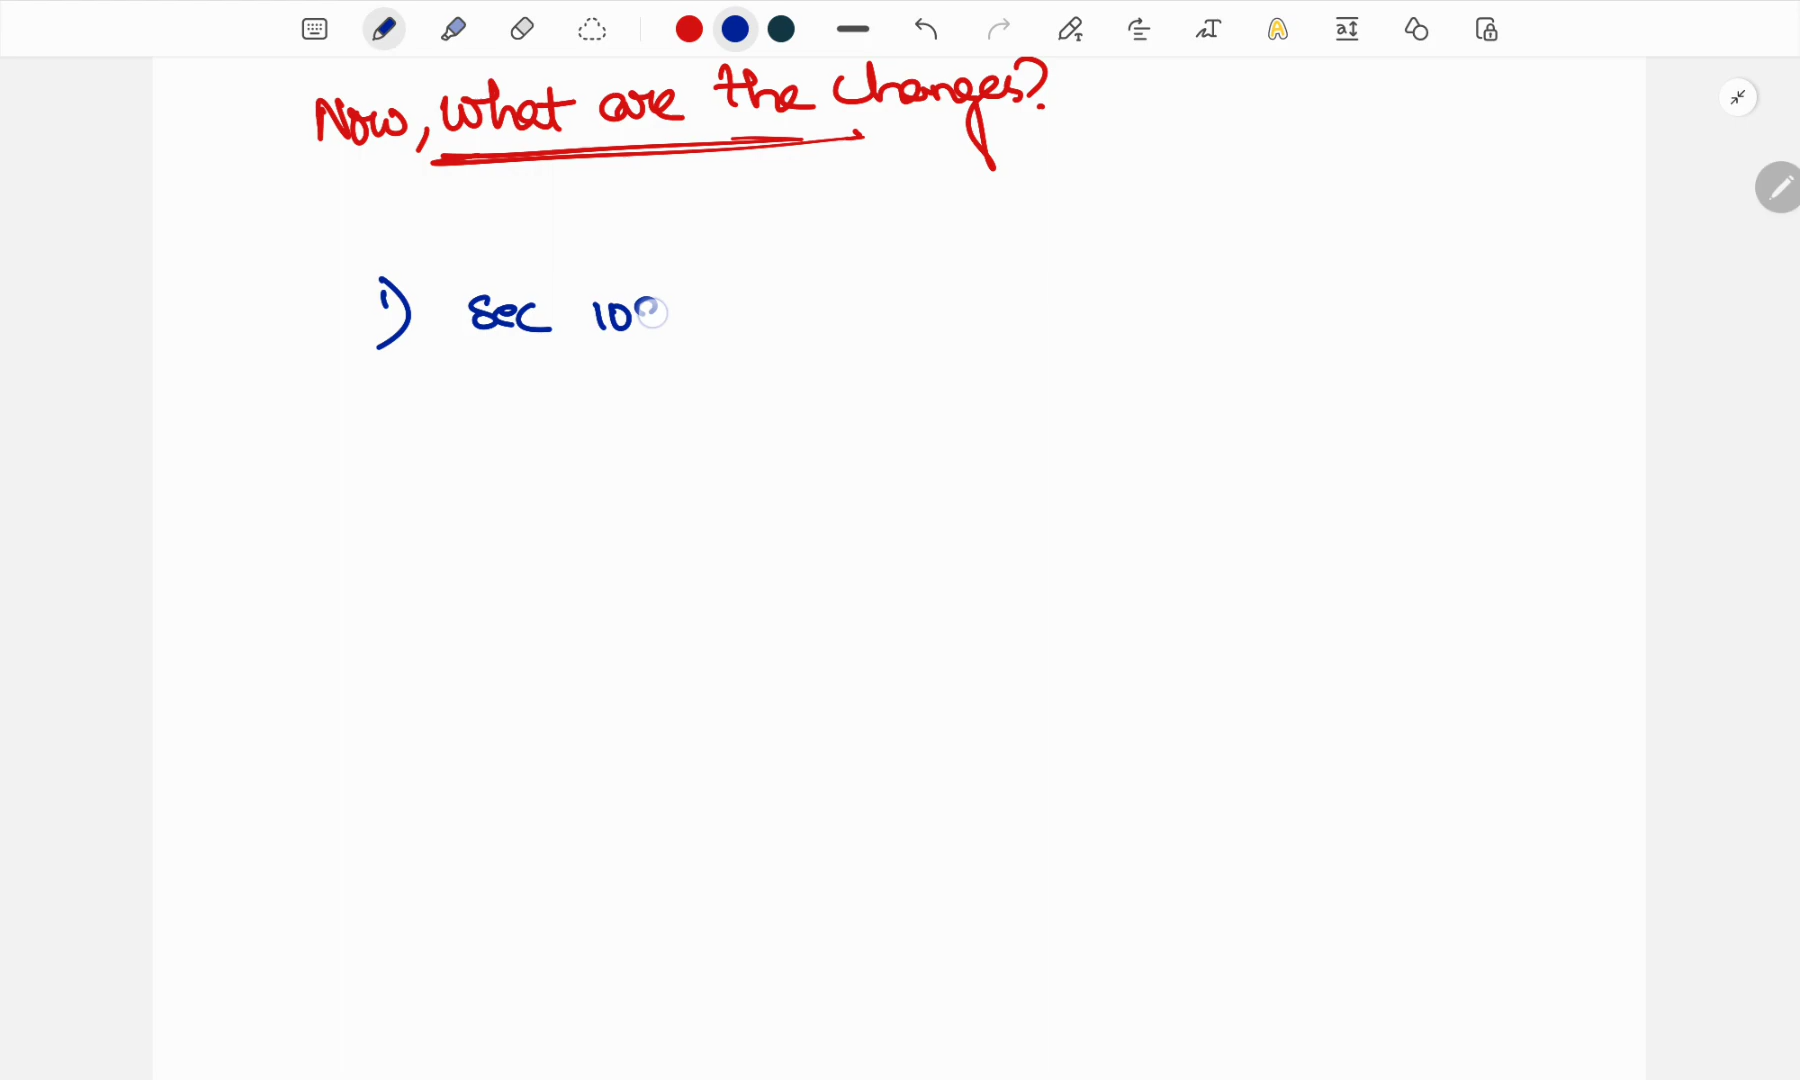 Now, what are the changes?
1) Sec 10